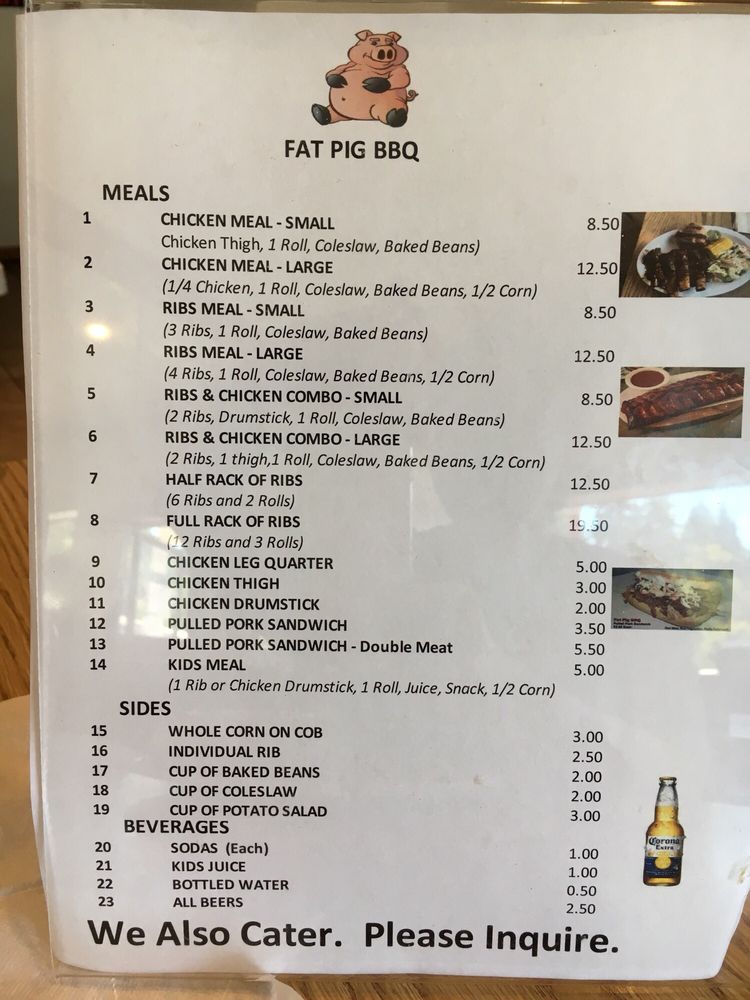 FAT PIG BBQ
MEALS
1 CHICKEN MEAL - SMALL 8.50
Chicken Thigh, 1 Roll, Coleslaw, Baked Beans)
2 CHICKEN MEAL - LARGE 12.50
(1/4 Chicken, 1 Roll, Coleslaw, Baked Beans, 1/2 Corn)
3 RIBS MEAL - SMALL 8.50
(3 Ribs, 1 Roll, Coleslaw, Baked Beans)
4 RIBS MEAL - LARGE 12.50
(4 Ribs, 1 Roll, Coleslaw, Baked Beans, 1/2 Corn)
5 RIBS & CHICKEN COMBO - SMALL 8.50
(2 Ribs, Drumstick, 1 Roll, Coleslaw, Baked Beans)
6 RIBS & CHICKEN COMBO - LARGE 12.50
(2 Ribs, 1 thigh,1 Roll, Coleslaw, Baked Beans, 1/2 Corn)
7 HALF RACK OF RIBS 12.50
(6 Ribs and 2 Rolls)
8 FULL RACK OF RIBS 19.50
(12 Ribs and 3 Rolls)
9 CHICKEN LEG QUARTER 5.00
10 CHICKEN THIGH 3.00
11 CHICKEN DRUMSTICK 2.00
12 PULLED PORK SANDWICH 3.50
13 PULLED PORK SANDWICH - Double Meat 5.50
14 KIDS MEAL 5.00
(1 Rib or Chicken Drumstick, 1 Roll, Juice, Snack, 1/2 Corn)
Fat Pig BBQ
Pulled Pork Sandwich
SIDES
15 WHOLE CORN ON COB 3.00
16 INDIVIDUAL RIB 2.50
17 CUP OF BAKED BEANS 2.00
18 CUP OF COLESLAW 2.00
19 CUP OF POTATO SALAD 3.00
BEVERAGES
20 SODAS (Each) 1.00
21 KIDS JUICE 1.00
22 BOTTLED WATER 0.50
23 ALL BEERS 2.50
Corona
Extra
We Also Cater. Please Inquire.